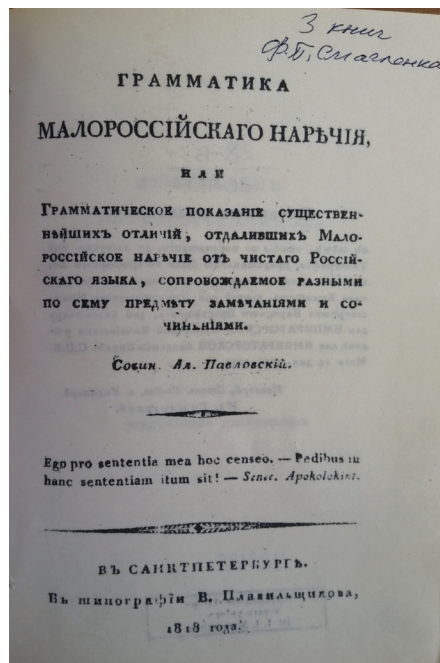 З книг
Ф.П. Смагленка
ГРАММАТИКА
МАЛОРОССІЙСКАГО НАРѢЧІЯ,
ИЛИ
ГРАММАТИЧЕСКОЕ ПОКАЗАНІЕ СУЩЕСТВЕН-
НѢЙШИХЪ ОТЛИЧІЙ, ОТДАЛИВШИХЪ МАЛО-
РОССІЙСКОЕ НАРѢЧІЕ ОТЪ ЧИСТАГО РОССІЙ-
СКАГО ЯЗЫКА, СОПРОВОЖДАЕМОЕ РАЗНЫМИ
ПО СЕМУ ПРЕДМѢТУ ЗАМѢЧАНІЯМИ И СО-
ЧИНѢНІЯМИ.
Сочин. Ал. Павловскій.
Ego pro sententia mea hoc censeo. — Pedibus in
hanc sententiam itum sit! — Senec. Apokolokint.
ВЪ САНКТПЕТЕРБУРГѢ.
Въ типографіи В. Плавильщикова,
1818 года.